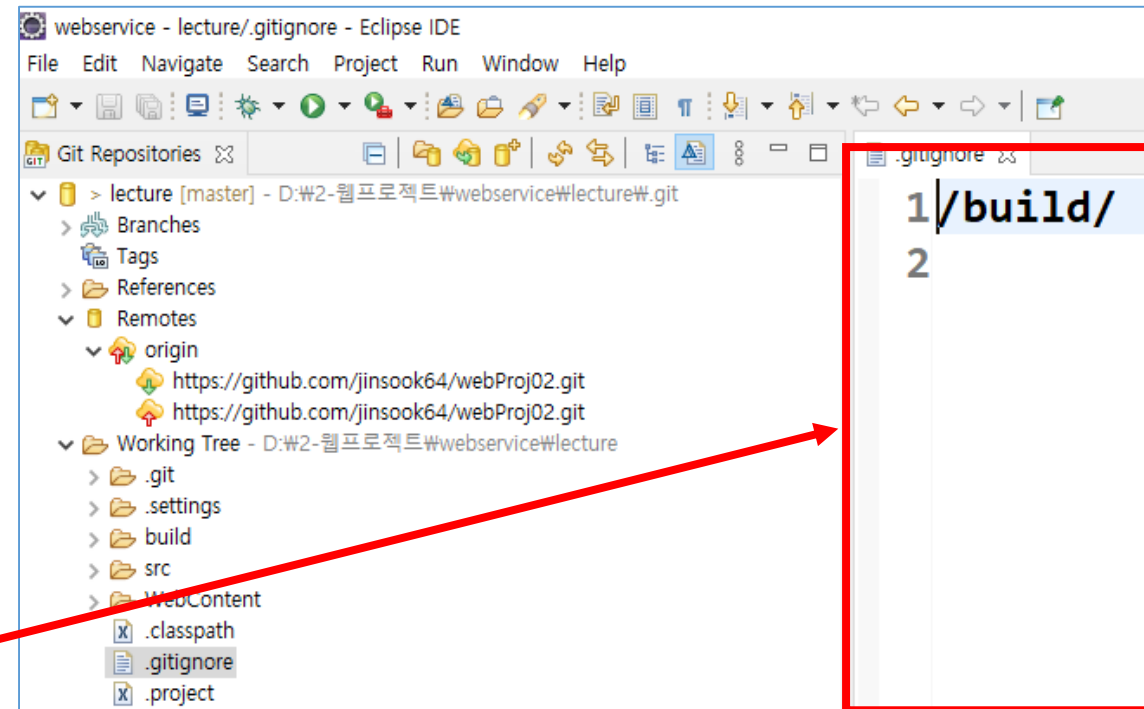 webservice - lecture/.gitignore - Eclipse IDE
File Edit Navigate Search Project Run Window Help
GIT Git Repositories
> lecture [master] - D:₩2-웹프로젝트₩webservice₩lecture₩.git
Branches
Tags
References
Remotes
origin
https://github.com/jinsook64/webProj02.git
https://github.com/jinsook64/webProj02.git
Working Tree - D:₩2-웹프로젝트₩webservice₩lecture
.git
.settings
build
src
WebContent
.classpath
.gitignore
.project
.gitignore
1 /build/
2